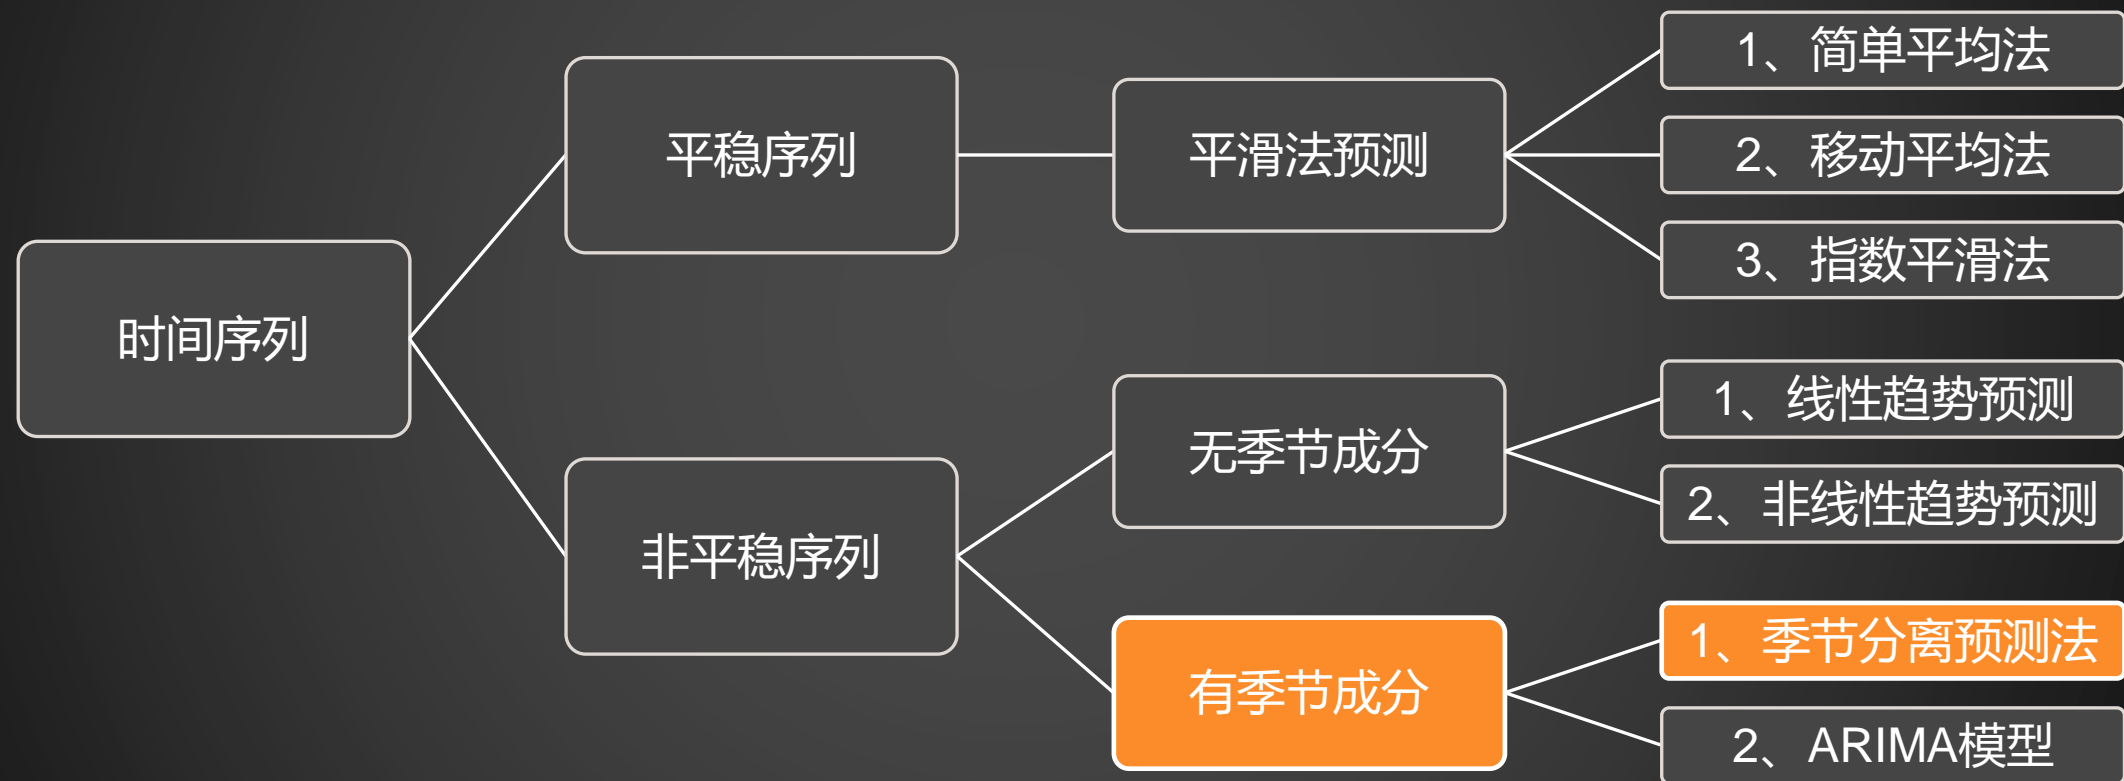 时间序列
平稳序列
平滑法预测
1、简单平均法
2、移动平均法
3、指数平滑法
非平稳序列
无季节成分
1、线性趋势预测
2、非线性趋势预测
有季节成分
1、季节分离预测法
2、ARIMA模型